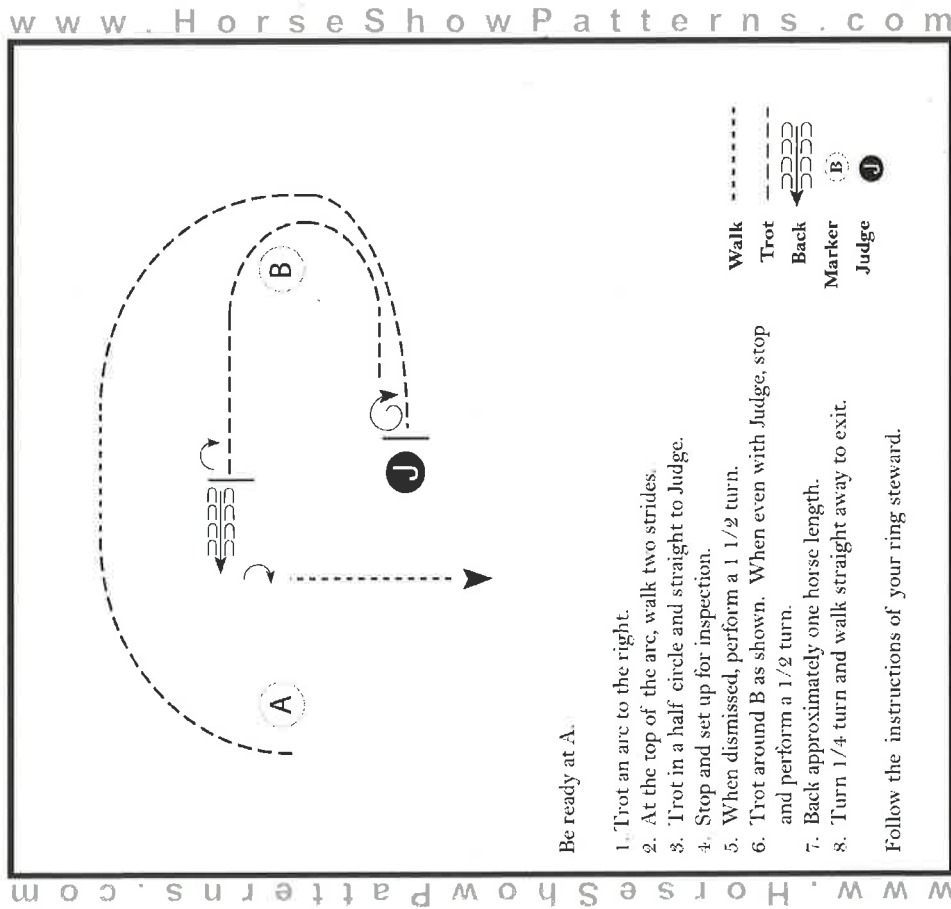 www.HorseShowPatterns.com
A
B
J
Be ready at A.
1. Trot an arc to the right.
2. At the top of the arc, walk two strides.
3. Trot in a half circle and straight to Judge.
4. Stop and set up for inspection.
5. When dismissed, perform a 1 1/2 turn.
6. Trot around B as shown. When even with Judge, stop
and perform a 1/2 turn.
7. Back approximately one horse length.
8. Turn 1/4 turn and walk straight away to exit.
Follow the instructions of your ring steward.
Walk
Trot
Back
Marker B
Judge J
www.HorseShowPatterns.com